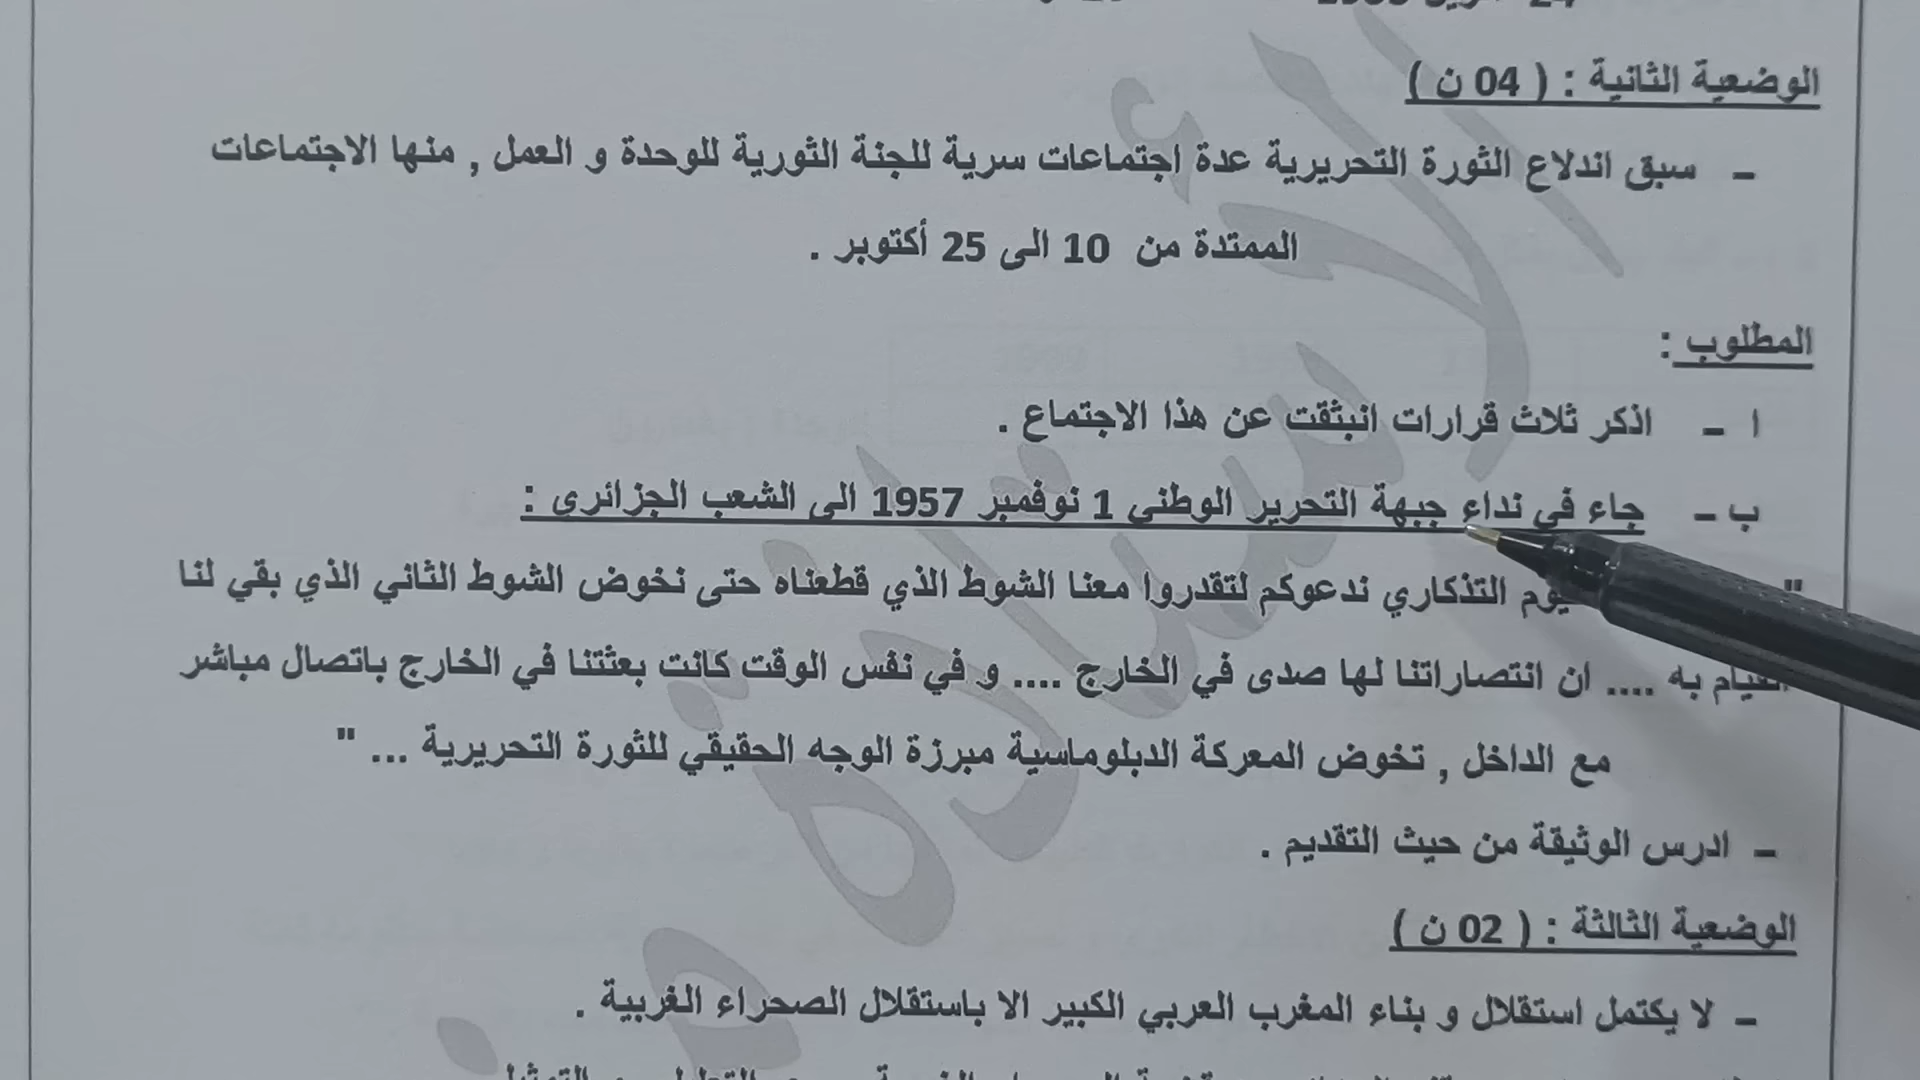 الوضعية الثانية : ( 04 ن )
- سبق اندلاع الثورة التحريرية عدة اجتماعات سرية للجنة الثورية للوحدة و العمل , منها الاجتماعات
الممتدة من 10 الى 25 أكتوبر .
المطلوب :
ا - اذكر ثلاث قرارات انبثقت عن هذا الاجتماع .
ب - جاء في نداء جبهة التحرير الوطني 1 نوفمبر 1957 الى الشعب الجزائري :
" التذكاري ندعوكم لتقدروا معنا الشوط الذي قطعناه حتى نخوض الشوط الثاني الذي بقي لنا
القيام به .... ان انتصاراتنا لها صدى في الخارج .... و في نفس الوقت كانت بعثتنا في الخارج باتصال مباشر
مع الداخل , تخوض المعركة الدبلوماسية مبرزة الوجه الحقيقي للثورة التحريرية ... "
- ادرس الوثيقة من حيث التقديم .
الوضعية الثالثة : ( 02 ن )
- لا يكتمل استقلال و بناء المغرب العربي الكبير الا باستقلال الصحراء الغربية .